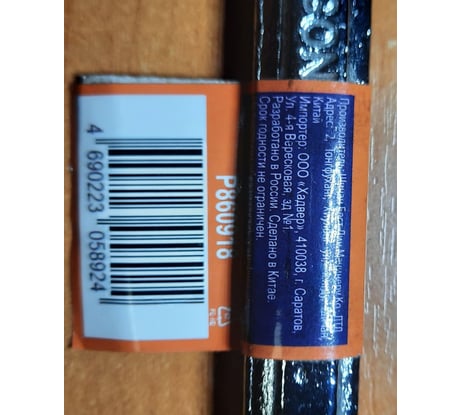 SON
Производитель:
Адрес: 2,
Китай
Импортер: ООО «Хадвер», 410038, г. Саратов,
Ул. 4-я Вересковая, зд №1.
Разработано в России. Сделано в Китае.
Срок годности не ограничен.
P860918
4 690223 058924